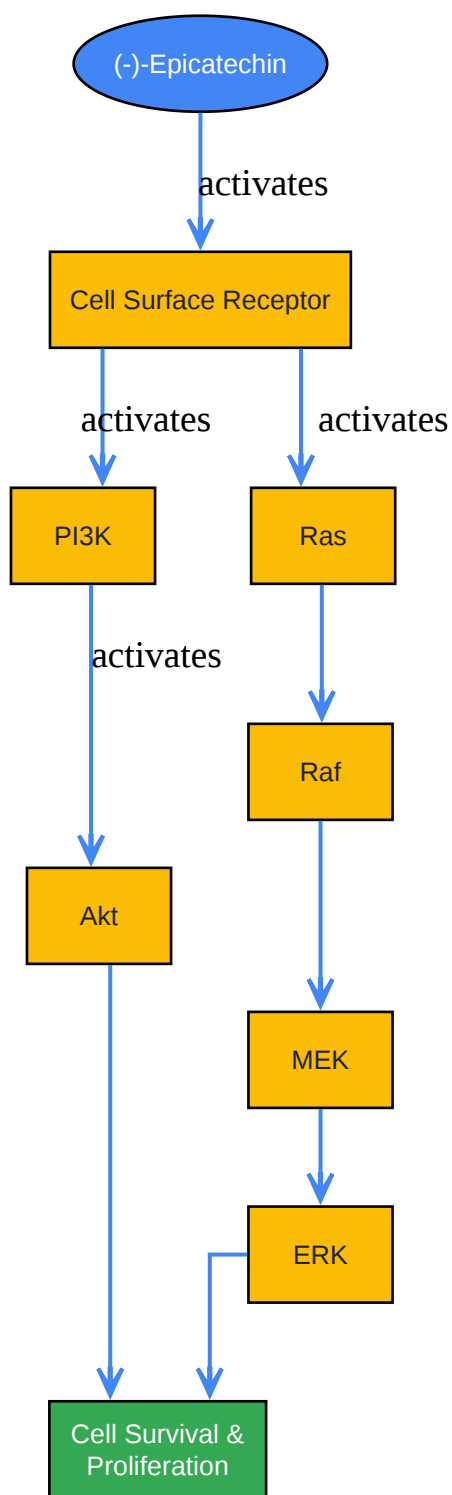 (-)-Epicatechin
activates
Cell Surface Receptor
activates
activates
PI3K
Ras
activates
Raf
Akt
MEK
ERK
Cell Survival &
Proliferation